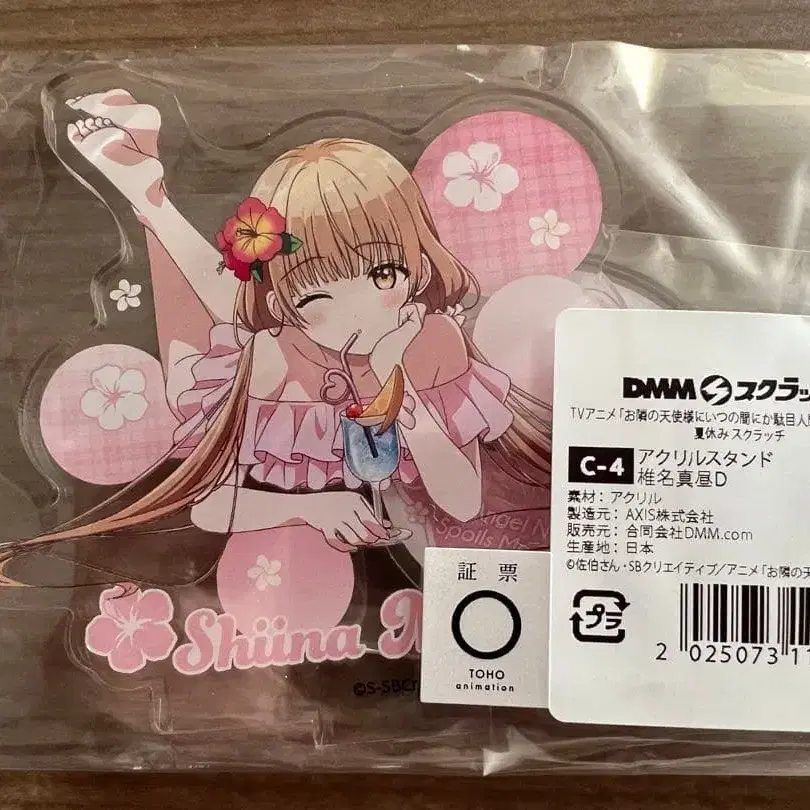 Angel N
Spoils M
Shiina
©S-SBCr
証票
TOHO
animation
DMM スクラッ
TVアニメ「お隣の天使様にいつの間にか駄目人
夏休み スクラッチ
C-4 アクリルスタンド
椎名真昼D
素材：アクリル
製造元：AXIS株式会社
販売元：合同会社DMM.com
生産地：日本
©佐伯さん・SBクリエイティブ/アニメ「お隣の天
プラ
2 025073 11